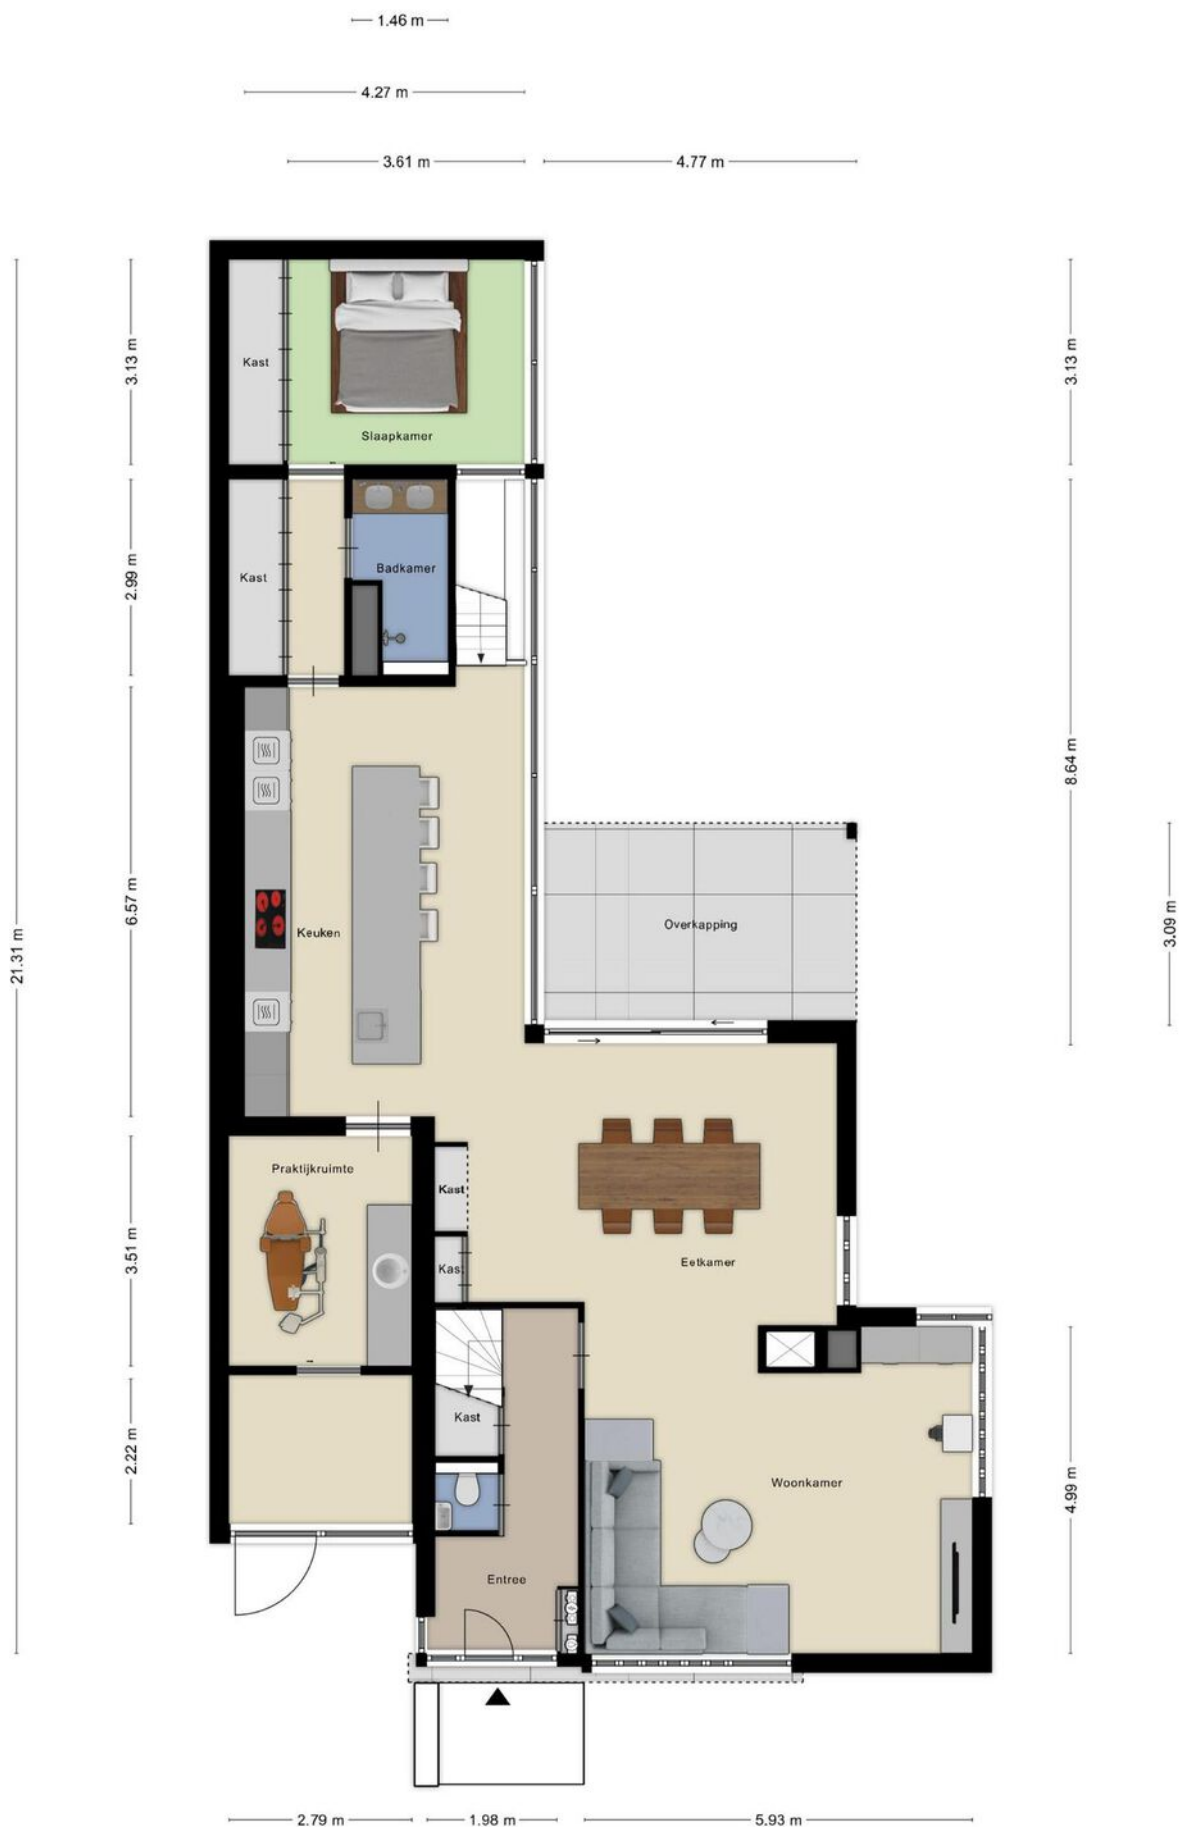 1.46 m
4.27 m
3.61 m
4.77 m
Kast
Slaapkamer
3.13 m
3.13 m
Kast
Badkamer
2.99 m
8.64 m
Keuken
Overkapping
6.57 m
21.31 m
3.09 m
Praktijkruimte
Kast
Kast
Eetkamer
3.51 m
Kast
Woonkamer
2.22 m
4.99 m
Entree
2.79 m
1.98 m
5.93 m